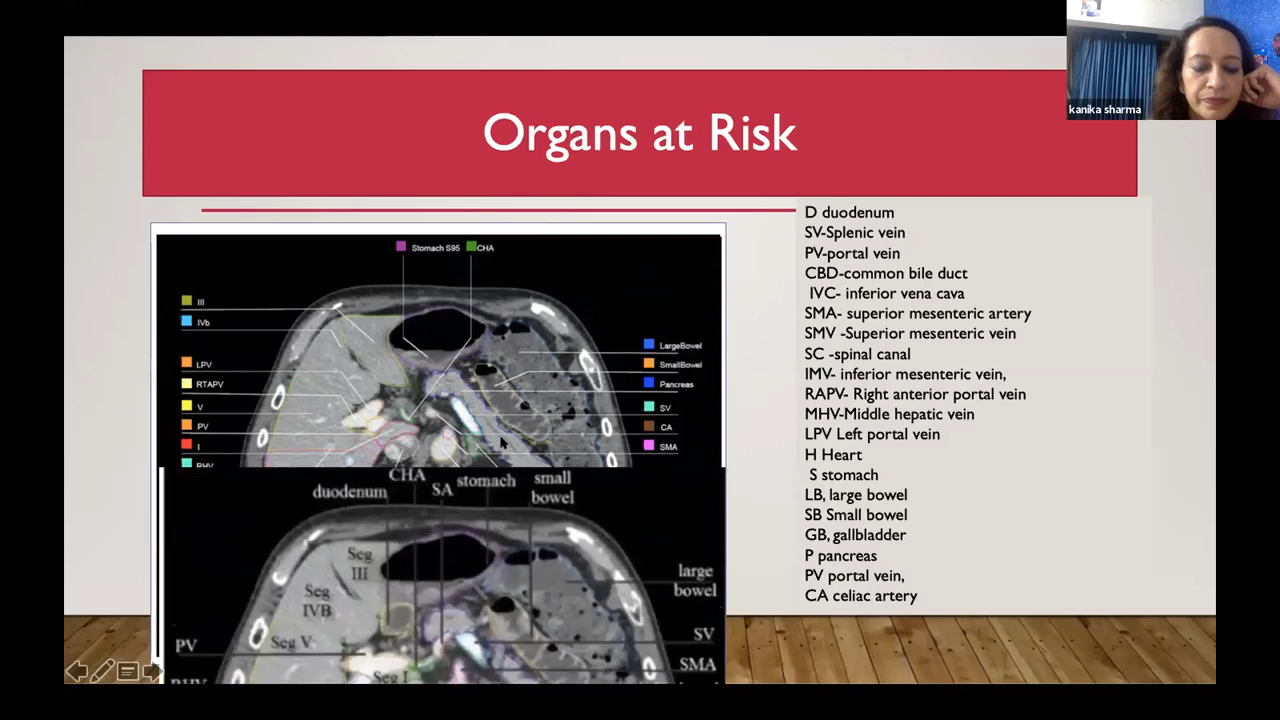 kanika sharma
Organs at Risk
Stomach S95
CHA
III
IVb
LPV
RTAPV
V
PV
I
RHV
LargeBowel
SmallBowel
Pancreas
SV
CA
SMA
CHA
SA
stomach
small
bowel
duodenum
Seg
III
Seg
IVB
Seg V
Seg I
PV
RHV
large
bowel
SV
SMA
D duodenum
SV-Splenic vein
PV-portal vein
CBD-common bile duct
IVC- inferior vena cava
SMA- superior mesenteric artery
SMV -Superior mesenteric vein
SC -spinal canal
IMV- inferior mesenteric vein,
RAPV- Right anterior portal vein
MHV-Middle hepatic vein
LPV Left portal vein
H Heart
S stomach
LB, large bowel
SB Small bowel
GB, gallbladder
P pancreas
PV portal vein,
CA celiac artery